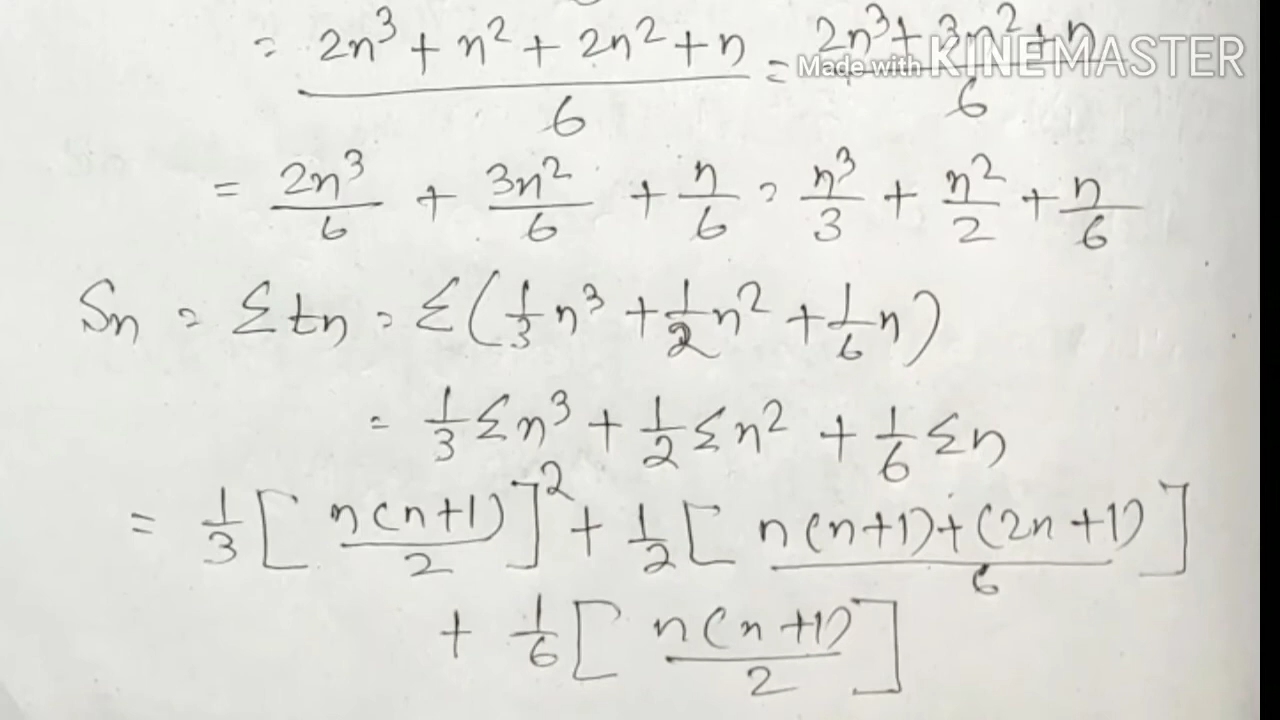 = 2n³ + n² + 2n² + n / 6 = 2n³ + 3n² + n / 6
Made with KINEMASTER
= 2n³/6 + 3n²/6 + n/6 = n³/3 + n²/2 + n/6
Sn = Σtn = Σ(1/3 n³ + 1/2 n² + 1/6 n)
= 1/3 Σn³ + 1/2 Σn² + 1/6 Σn
= 1/3 [n(n+1)/2]² + 1/2 [n(n+1)+(2n+1)/6]
+ 1/6 [n(n+1)/2]